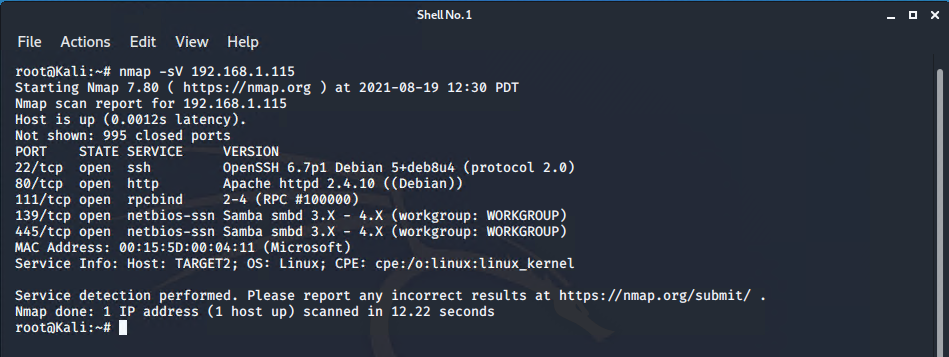 Shell No. 1
File Actions Edit View Help
root@Kali:~# nmap -sV 192.168.1.115
Starting Nmap 7.80 ( https://nmap.org ) at 2021-08-19 12:30 PDT
Nmap scan report for 192.168.1.115
Host is up (0.0012s latency).
Not shown: 995 closed ports
PORT    STATE SERVICE     VERSION
22/tcp  open  ssh         OpenSSH 6.7p1 Debian 5+deb8u4 (protocol 2.0)
80/tcp  open  http        Apache httpd 2.4.10 ((Debian))
111/tcp open  rpcbind     2-4 (RPC #100000)
139/tcp open  netbios-ssn Samba smbd 3.X - 4.X (workgroup: WORKGROUP)
445/tcp open  netbios-ssn Samba smbd 3.X - 4.X (workgroup: WORKGROUP)
MAC Address: 00:15:5D:00:04:11 (Microsoft)
Service Info: Host: TARGET2; OS: Linux; CPE: cpe:/o:linux:linux_kernel
Service detection performed. Please report any incorrect results at https://nmap.org/submit/ .
Nmap done: 1 IP address (1 host up) scanned in 12.22 seconds
root@Kali:~#